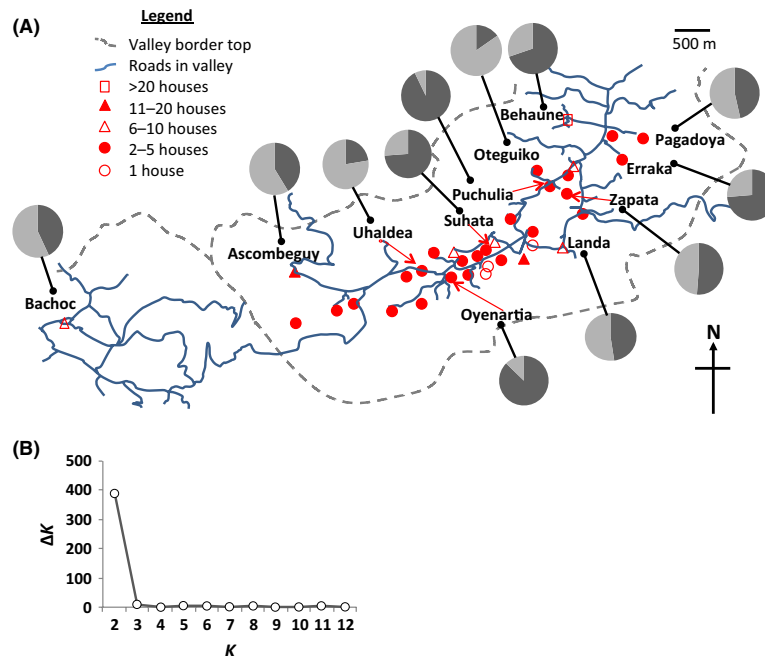 (A)
Legend
Valley border top
Roads in valley
>20 houses
11–20 houses
6–10 houses
2–5 houses
1 house
500 m
Behaune
Pagadoya
Oteguiko
Erraka
Puchulia
Zapata
Suhata
Uhaldea
Landa
Ascombeguy
Bachoc
Oyenartia
N
(B)
500
400
300
200
100
0
ΔK
2 3 4 5 6 7 8 9 10 11 12
K